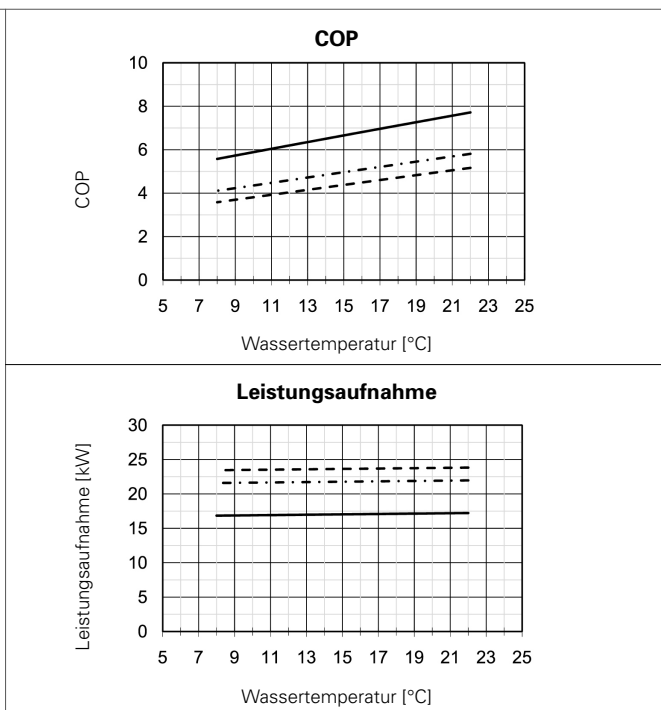 COP
10
8
6
4
2
0
COP
5 7 9 11 13 15 17 19 21 23 25
Wassertemperatur [°C]
Leistungsaufnahme
30
25
20
15
10
5
0
Leistungsaufnahme [kW]
5 7 9 11 13 15 17 19 21 23 25
Wassertemperatur [°C]